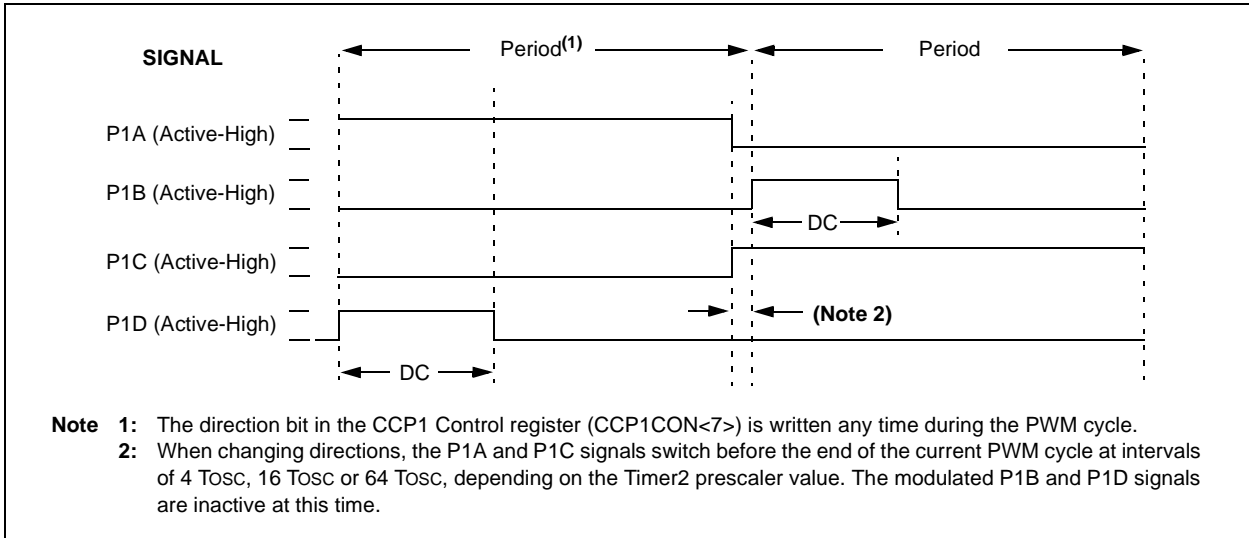 SIGNAL
Period(1)
Period
P1A (Active-High)
P1B (Active-High)
DC
P1C (Active-High)
P1D (Active-High)
(Note 2)
DC
Note 1: The direction bit in the CCP1 Control register (CCP1CON<7>) is written any time during the PWM cycle.
2: When changing directions, the P1A and P1C signals switch before the end of the current PWM cycle at intervals
of 4 TOSC, 16 TOSC or 64 TOSC, depending on the Timer2 prescaler value. The modulated P1B and P1D signals
are inactive at this time.